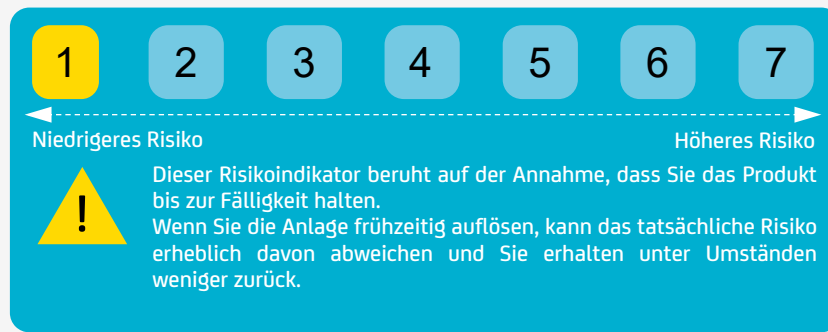 1 2 3 4 5 6 7
Niedrigeres Risiko Höheres Risiko
!
Dieser Risikoindikator beruht auf der Annahme, dass Sie das Produkt
bis zur Fälligkeit halten.
Wenn Sie die Anlage frühzeitig auflösen, kann das tatsächliche Risiko
erheblich davon abweichen und Sie erhalten unter Umständen
weniger zurück.